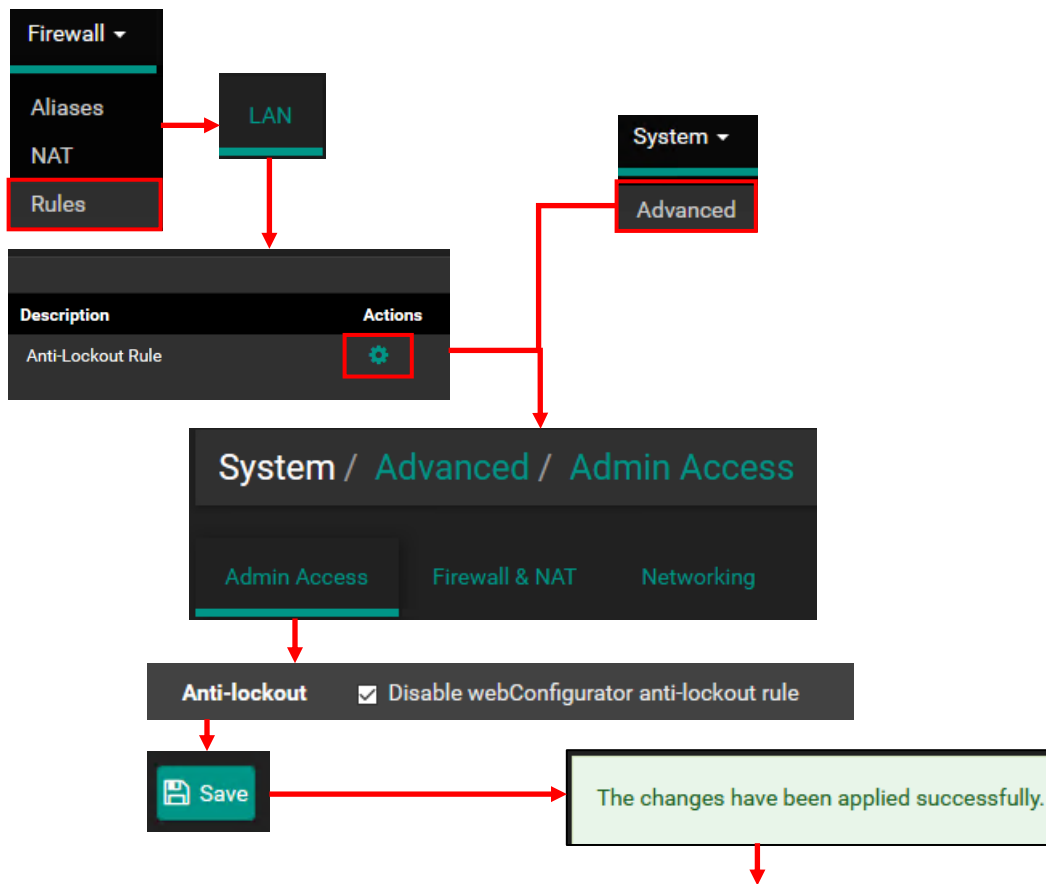 Firewall
Aliases
NAT
Rules
LAN
System
Advanced
Description Actions
Anti-Lockout Rule
System / Advanced / Admin Access
Admin Access Firewall & NAT Networking
Anti-lockout Disable webConfigurator anti-lockout rule
Save
The changes have been applied successfully.